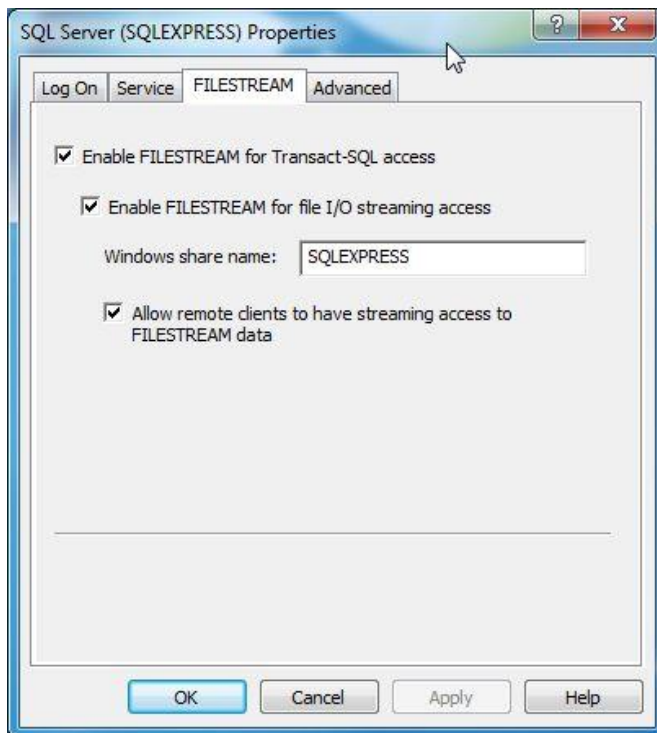 SQL Server (SQLEXPRESS) Properties
Log On Service FILESTREAM Advanced
Enable FILESTREAM for Transact-SQL access
Enable FILESTREAM for file I/O streaming access
Windows share name: SQLEXPRESS
Allow remote clients to have streaming access to
FILESTREAM data
OK Cancel Apply Help